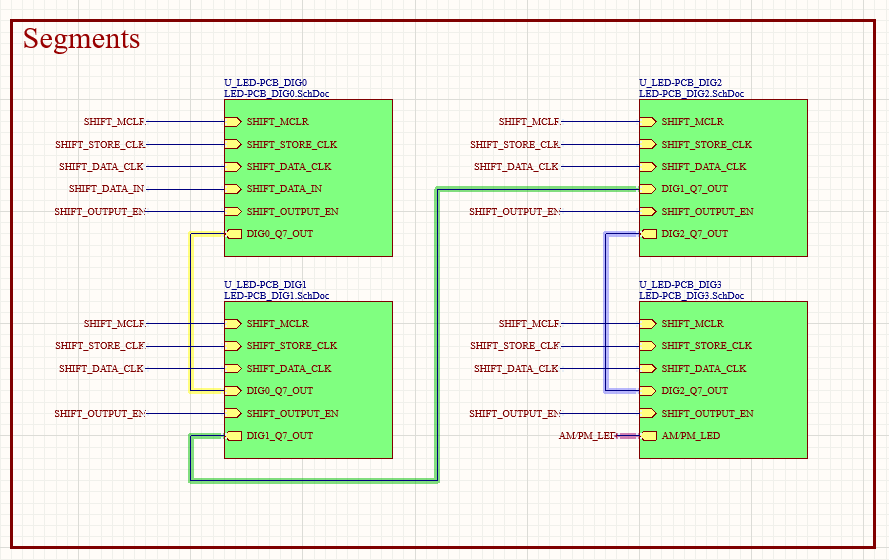 Segments
U_LED-PCB_DIG0
LED-PCB_DIG0.SchDoc
SHIFT_MCLR SHIFT_MCLR
SHIFT_STORE_CLK SHIFT_STORE_CLK
SHIFT_DATA_CLK SHIFT_DATA_CLK
SHIFT_DATA_IN SHIFT_DATA_IN
SHIFT_OUTPUT_EN SHIFT_OUTPUT_EN
DIG0_Q7_OUT
U_LED-PCB_DIG1
LED-PCB_DIG1.SchDoc
SHIFT_MCLR SHIFT_MCLR
SHIFT_STORE_CLK SHIFT_STORE_CLK
SHIFT_DATA_CLK SHIFT_DATA_CLK
DIG0_Q7_OUT
SHIFT_OUTPUT_EN SHIFT_OUTPUT_EN
DIG1_Q7_OUT
U_LED-PCB_DIG2
LED-PCB_DIG2.SchDoc
SHIFT_MCLR SHIFT_MCLR
SHIFT_STORE_CLK SHIFT_STORE_CLK
SHIFT_DATA_CLK SHIFT_DATA_CLK
DIG1_Q7_OUT
SHIFT_OUTPUT_EN SHIFT_OUTPUT_EN
DIG2_Q7_OUT
U_LED-PCB_DIG3
LED-PCB_DIG3.SchDoc
SHIFT_MCLR SHIFT_MCLR
SHIFT_STORE_CLK SHIFT_STORE_CLK
SHIFT_DATA_CLK SHIFT_DATA_CLK
DIG2_Q7_OUT
SHIFT_OUTPUT_EN SHIFT_OUTPUT_EN
AM/PM_LED AM/PM_LED